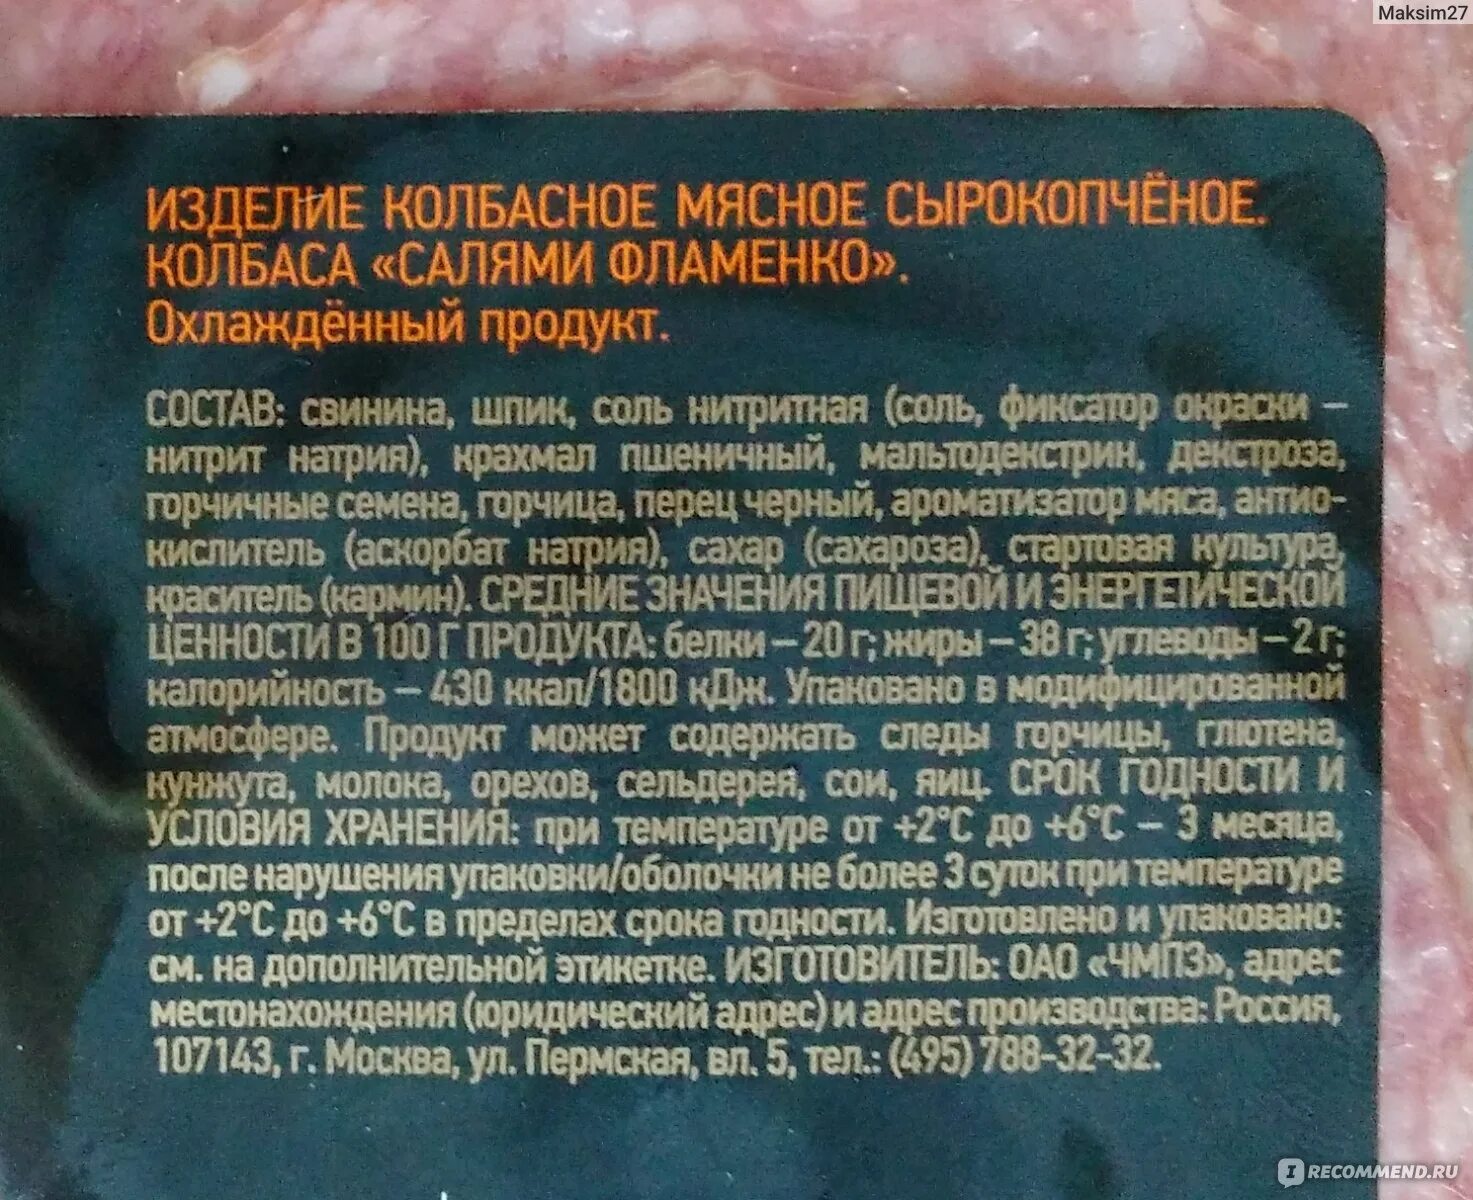 Maksim27
ИЗДЕЛИЕ КОЛБАСНОЕ МЯСНОЕ СЫРОКОПЧЁНОЕ.
КОЛБАСА «САЛЯМИ ФЛАМЕНКО».
Охлаждённый продукт.
СОСТАВ: свинина, шпик, соль нитритная (соль, фиксатор окраски –
нитрит натрия), крахмал пшеничный, мальтодекстрин, декстроза,
горчичные семена, горчица, перец черный, ароматизатор мяса, антио-
кислитель (аскорбат натрия), сахар (сахароза), стартовая культура,
краситель (кармин). СРЕДНИЕ ЗНАЧЕНИЯ ПИЩЕВОЙ И ЭНЕРГЕТИЧЕСКОЙ
ЦЕННОСТИ В 100 Г ПРОДУКТА: белки – 20 г; жиры – 38 г; углеводы – 2 г;
калорийность – 430 ккал/1800 кДж. Упаковано в модифицированной
атмосфере. Продукт может содержать следы горчицы, глютена,
кунжута, молока, орехов, сельдерея, сои, яиц. СРОК ГОДНОСТИ И
УСЛОВИЯ ХРАНЕНИЯ: при температуре от +2°С до +6°С – 3 месяца,
после нарушения упаковки/оболочки не более 3 суток при температуре
от +2°С до +6°С в пределах срока годности. Изготовлено и упаковано:
см. на дополнительной этикетке. ИЗГОТОВИТЕЛЬ: ОАО «ЧМПЗ», адрес
местонахождения (юридический адрес) и адрес производства: Россия,
107143, г. Москва, ул. Пермская, вл. 5, тел.: (495) 788-32-32.
IRECOMMEND.RU